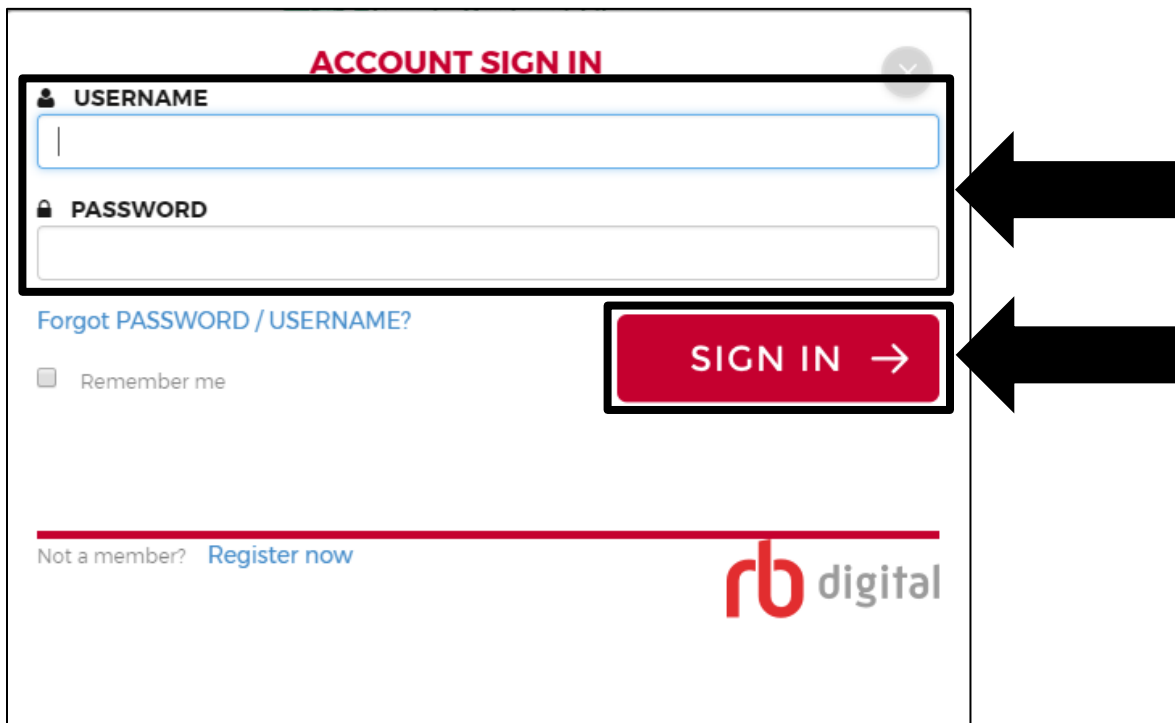 ACCOUNT SIGN IN
USERNAME
PASSWORD
Forgot PASSWORD / USERNAME?
SIGN IN →
Remember me
Not a member? Register now
rb digital